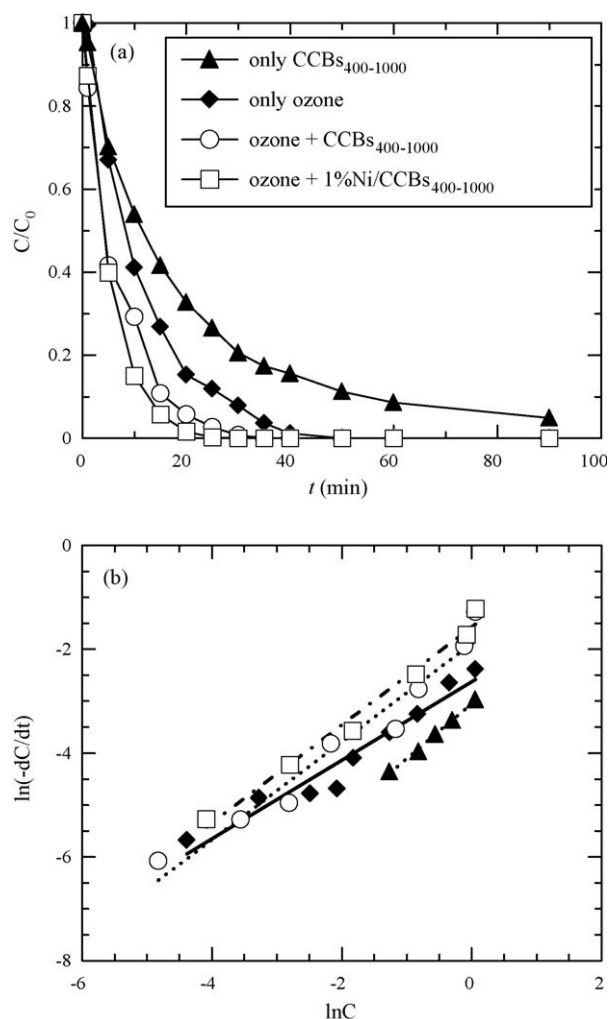 (a)
only CCBs400-1000
only ozone
ozone + CCBs400-1000
ozone + 1%Ni/CCBs400-1000
C/C0
1
0.8
0.6
0.4
0.2
0
0
20
40
60
80
100
t (min)
(b)
ln(-dC/dt)
0
-2
-4
-6
-8
-6
-4
-2
0
2
lnC